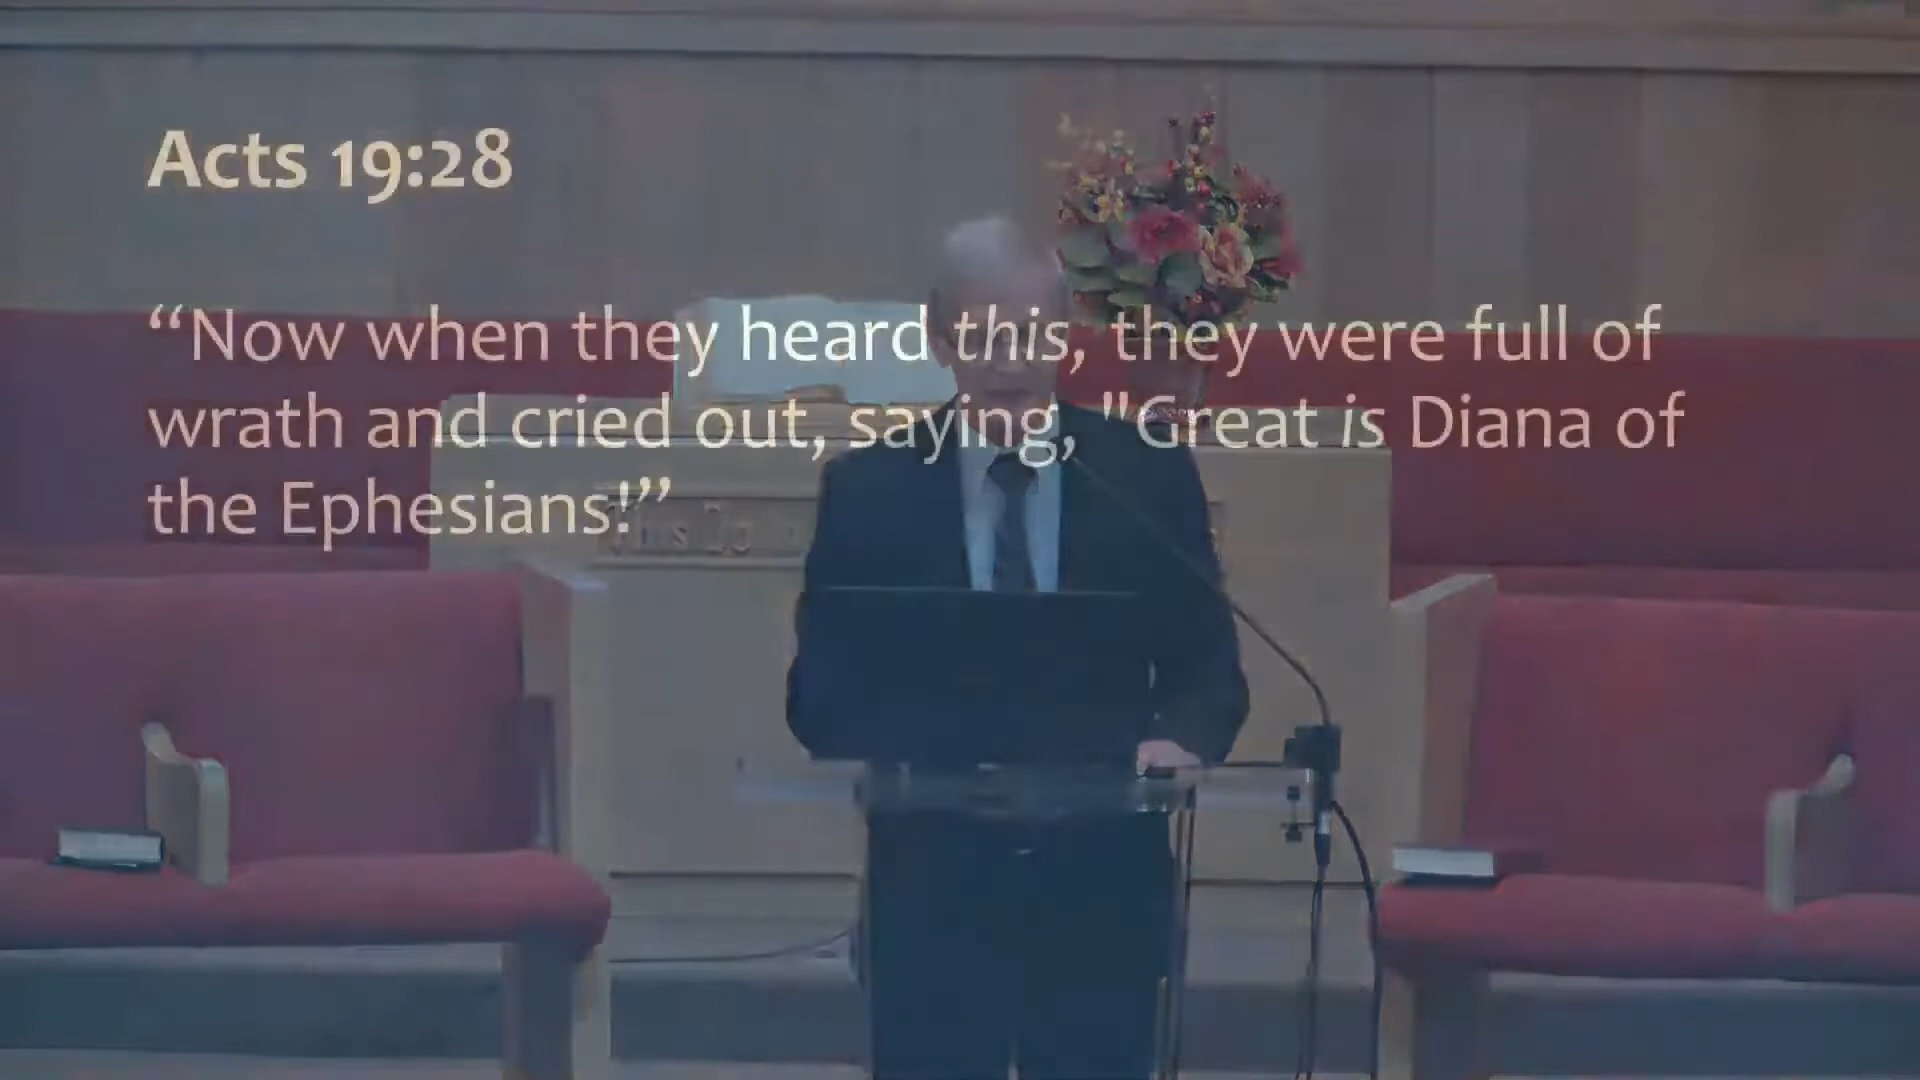 Acts 19:28
“Now when they heard this, they were full of
wrath and cried out, saying, "Great is Diana of
the Ephesians!”